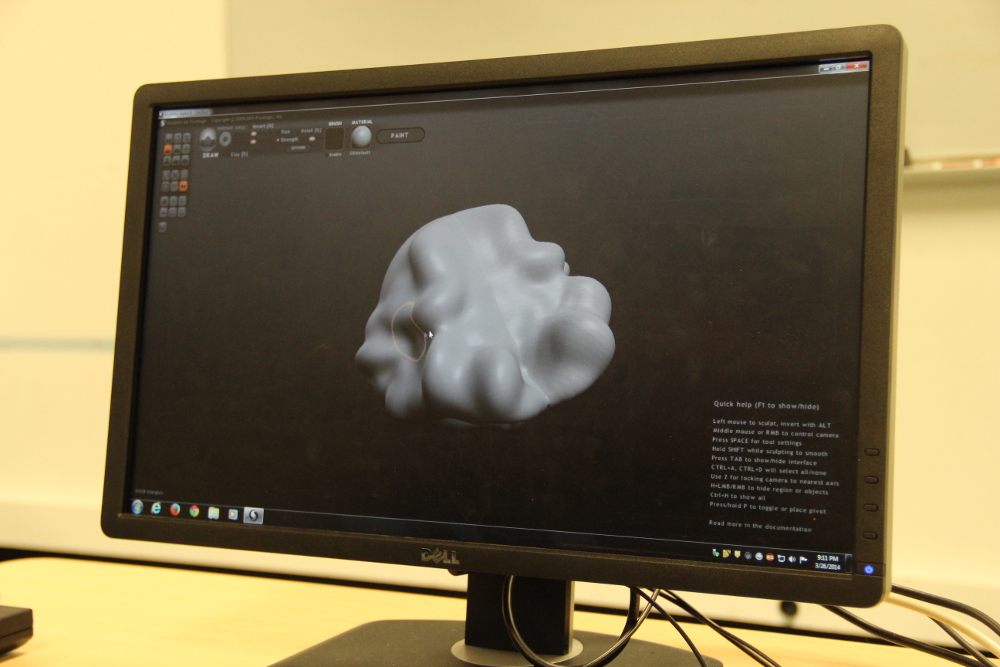 BRUSH
MATERIAL
Size
Strength
DRAW
PAINT
Quick help (F1 to show/hide)
Left mouse to sculpt, invert with ALT
Middle mouse or RMB to control camera
Press SPACE for tool settings
Hold SHIFT while sculpting to smooth
Press TAB to show/hide interface
CTRL+A, CTRL+D will select all/none
Use Z for locking camera to nearest axis
H+LMB/RMB to hide region or objects
Ctrl+H to show all
Press/hold P to toggle or place pivot
Read more in the documentation
9:11 PM
3/26/2014
DELL